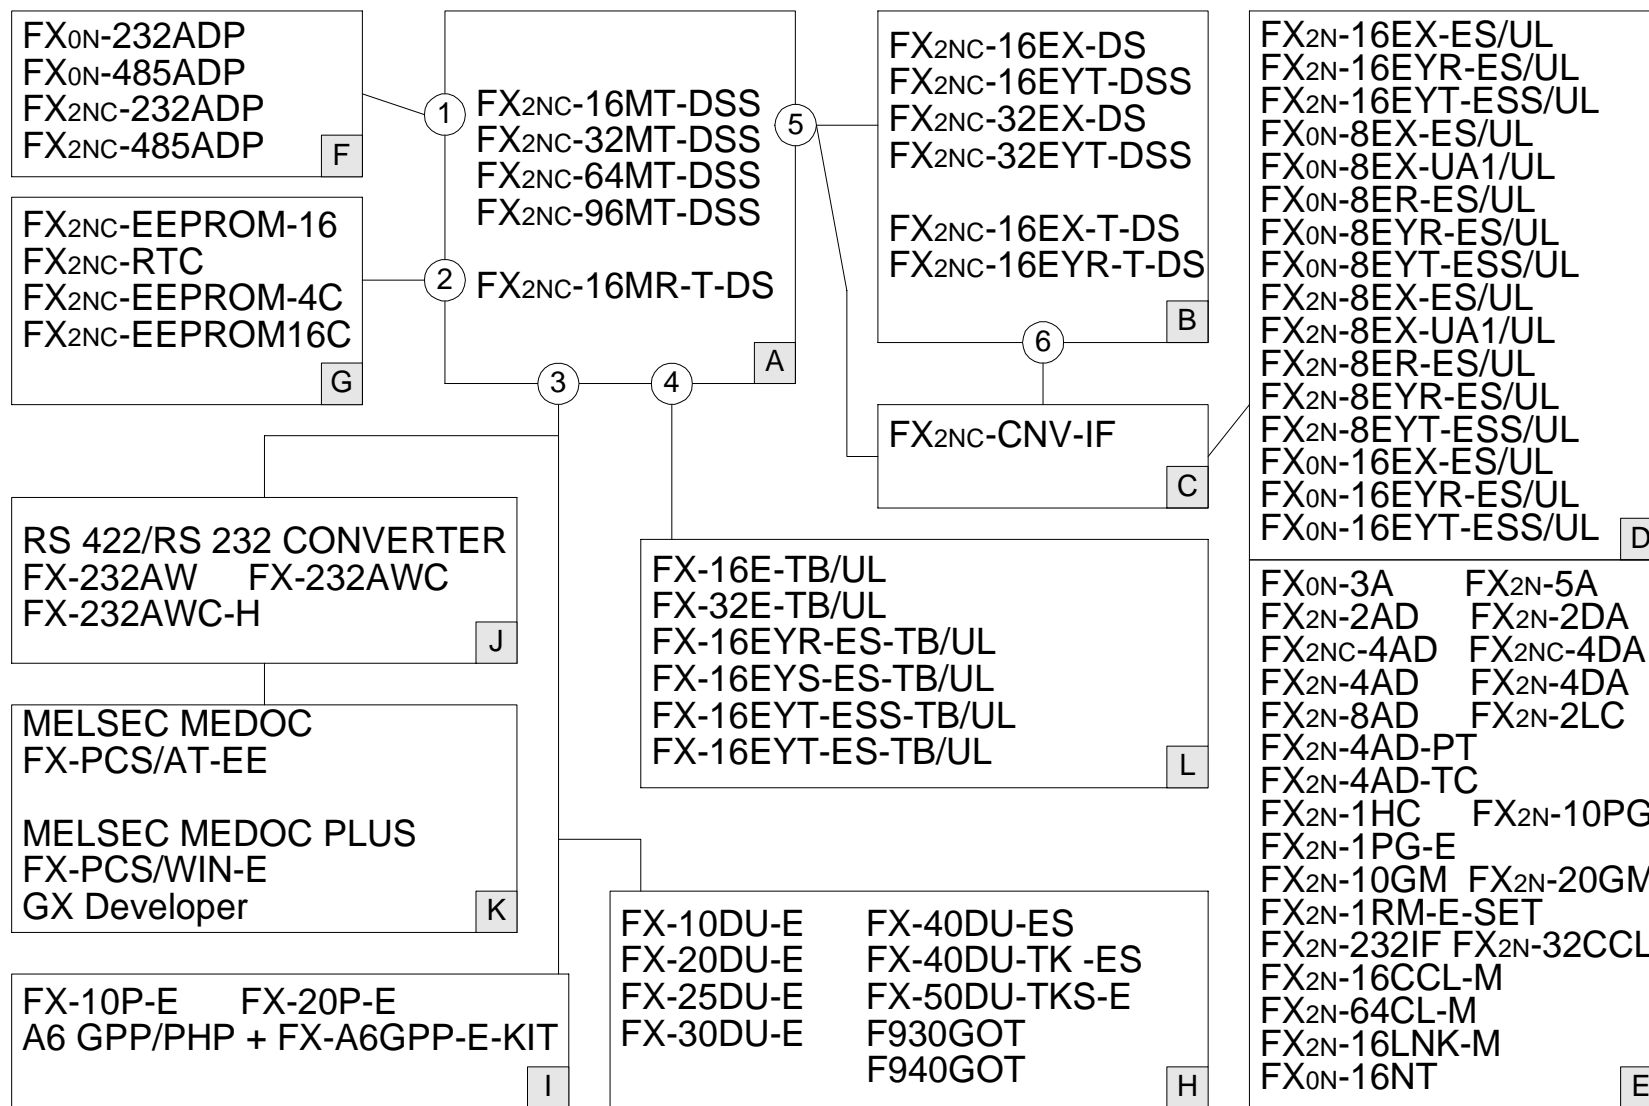 FX0N-232ADP
FX0N-485ADP
FX2NC-232ADP
FX2NC-485ADP
F
FX2NC-EEPROM-16
FX2NC-RTC
FX2NC-EEPROM-4C
FX2NC-EEPROM16C
G
1
2
3
4
5
6
FX2NC-16MT-DSS
FX2NC-32MT-DSS
FX2NC-64MT-DSS
FX2NC-96MT-DSS
FX2NC-16MR-T-DS
A
FX2NC-16EX-DS
FX2NC-16EYT-DSS
FX2NC-32EX-DS
FX2NC-32EYT-DSS
FX2NC-16EX-T-DS
FX2NC-16EYR-T-DS
B
FX2NC-CNV-IF
C
FX2N-16EX-ES/UL
FX2N-16EYR-ES/UL
FX2N-16EYT-ESS/UL
FX0N-8EX-ES/UL
FX0N-8EX-UA1/UL
FX0N-8ER-ES/UL
FX0N-8EYR-ES/UL
FX0N-8EYT-ESS/UL
FX2N-8EX-ES/UL
FX2N-8EX-UA1/UL
FX2N-8ER-ES/UL
FX2N-8EYR-ES/UL
FX2N-8EYT-ESS/UL
FX0N-16EX-ES/UL
FX0N-16EYR-ES/UL
FX0N-16EYT-ESS/UL
D
FX0N-3A FX2N-5A
FX2N-2AD FX2N-2DA
FX2NC-4AD FX2NC-4DA
FX2N-4AD FX2N-4DA
FX2N-8AD FX2N-2LC
FX2N-4AD-PT
FX2N-4AD-TC
FX2N-1HC FX2N-10PG
FX2N-1PG-E
FX2N-10GM FX2N-20GM
FX2N-1RM-E-SET
FX2N-232IF FX2N-32CCL
FX2N-16CCL-M
FX2N-64CL-M
FX2N-16LNK-M
FX0N-16NT
E
RS 422/RS 232 CONVERTER
FX-232AW FX-232AWC
FX-232AWC-H
J
MELSEC MEDOC
FX-PCS/AT-EE
MELSEC MEDOC PLUS
FX-PCS/WIN-E
GX Developer
K
FX-10P-E FX-20P-E
A6 GPP/PHP + FX-A6GPP-E-KIT
I
FX-16E-TB/UL
FX-32E-TB/UL
FX-16EYR-ES-TB/UL
FX-16EYS-ES-TB/UL
FX-16EYT-ESS-TB/UL
FX-16EYT-ES-TB/UL
L
FX-10DU-E FX-40DU-ES
FX-20DU-E FX-40DU-TK -ES
FX-25DU-E FX-50DU-TKS-E
FX-30DU-E F930GOT
F940GOT
H